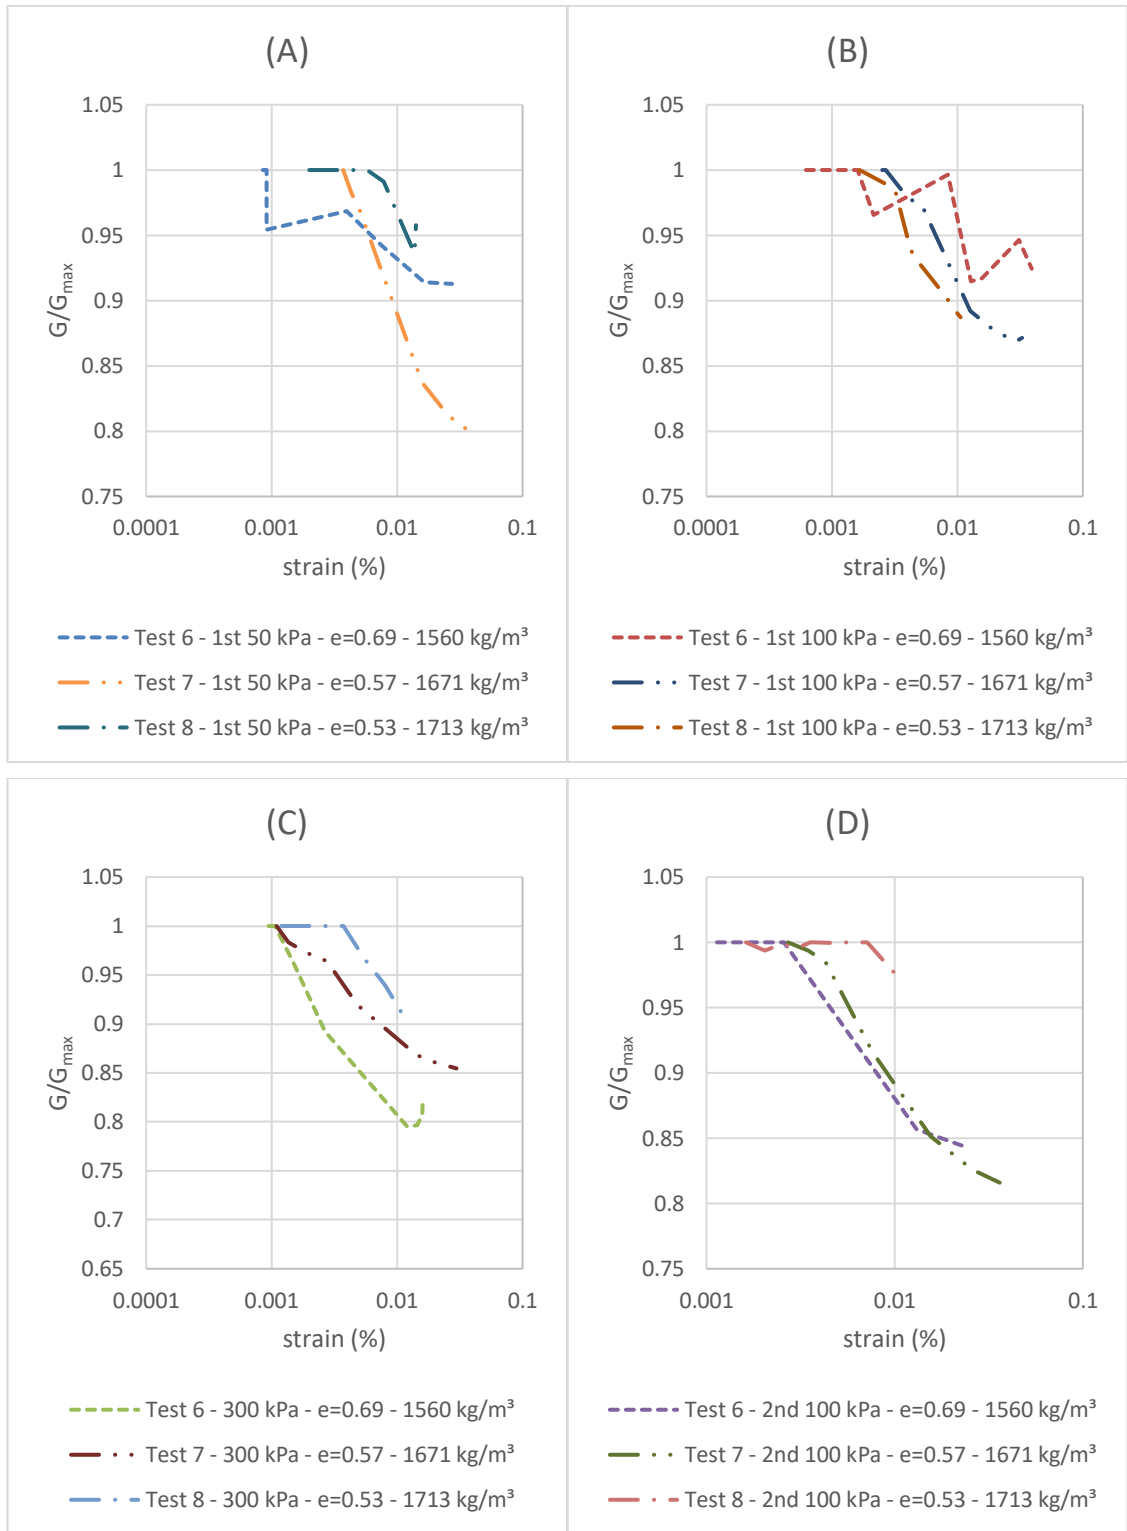 (A)
1.05
1
0.95
0.9
0.85
0.8
0.75
G/Gmax
0.0001 0.001 0.01 0.1
strain (%)
Test 6 - 1st 50 kPa - e=0.69 - 1560 kg/m³
Test 7 - 1st 50 kPa - e=0.57 - 1671 kg/m³
Test 8 - 1st 50 kPa - e=0.53 - 1713 kg/m³
(B)
1.05
1
0.95
0.9
0.85
0.8
0.75
G/Gmax
0.0001 0.001 0.01 0.1
strain (%)
Test 6 - 1st 100 kPa - e=0.69 - 1560 kg/m³
Test 7 - 1st 100 kPa - e=0.57 - 1671 kg/m³
Test 8 - 1st 100 kPa - e=0.53 - 1713 kg/m³
(C)
1.05
1
0.95
0.9
0.85
0.8
0.75
0.7
0.65
G/Gmax
0.0001 0.001 0.01 0.1
strain (%)
Test 6 - 300 kPa - e=0.69 - 1560 kg/m³
Test 7 - 300 kPa - e=0.57 - 1671 kg/m³
Test 8 - 300 kPa - e=0.53 - 1713 kg/m³
(D)
1.05
1
0.95
0.9
0.85
0.8
0.75
G/Gmax
0.001 0.01 0.1
strain (%)
Test 6 - 2nd 100 kPa - e=0.69 - 1560 kg/m³
Test 7 - 2nd 100 kPa - e=0.57 - 1671 kg/m³
Test 8 - 2nd 100 kPa - e=0.53 - 1713 kg/m³